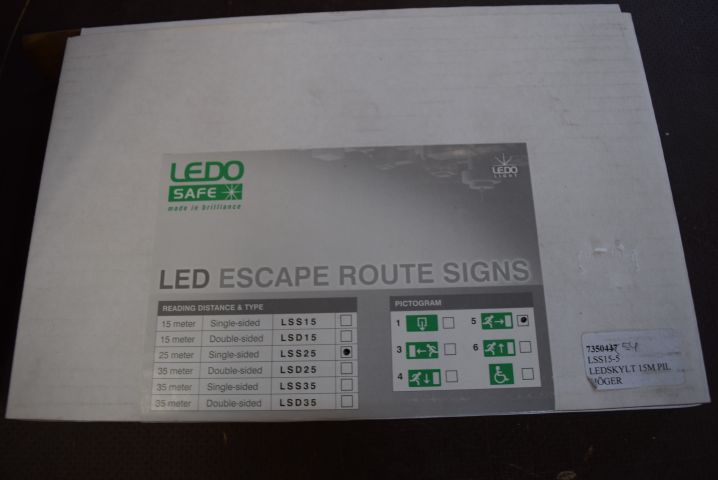 LEDO
SAFE
made in brilliance
LEDO
LIGHT
LED ESCAPE ROUTE SIGNS
READING DISTANCE & TYPE
15 meter Single-sided LSS15
15 meter Double-sided LSD15
25 meter Single-sided LSS25
35 meter Double-sided LSD25
35 meter Single-sided LSS35
35 meter Double-sided LSD35
PICTOGRAM
1
5
3
6
4
7350447
LSS15-5
LEDSKYLT 15M PIL
HÖGER